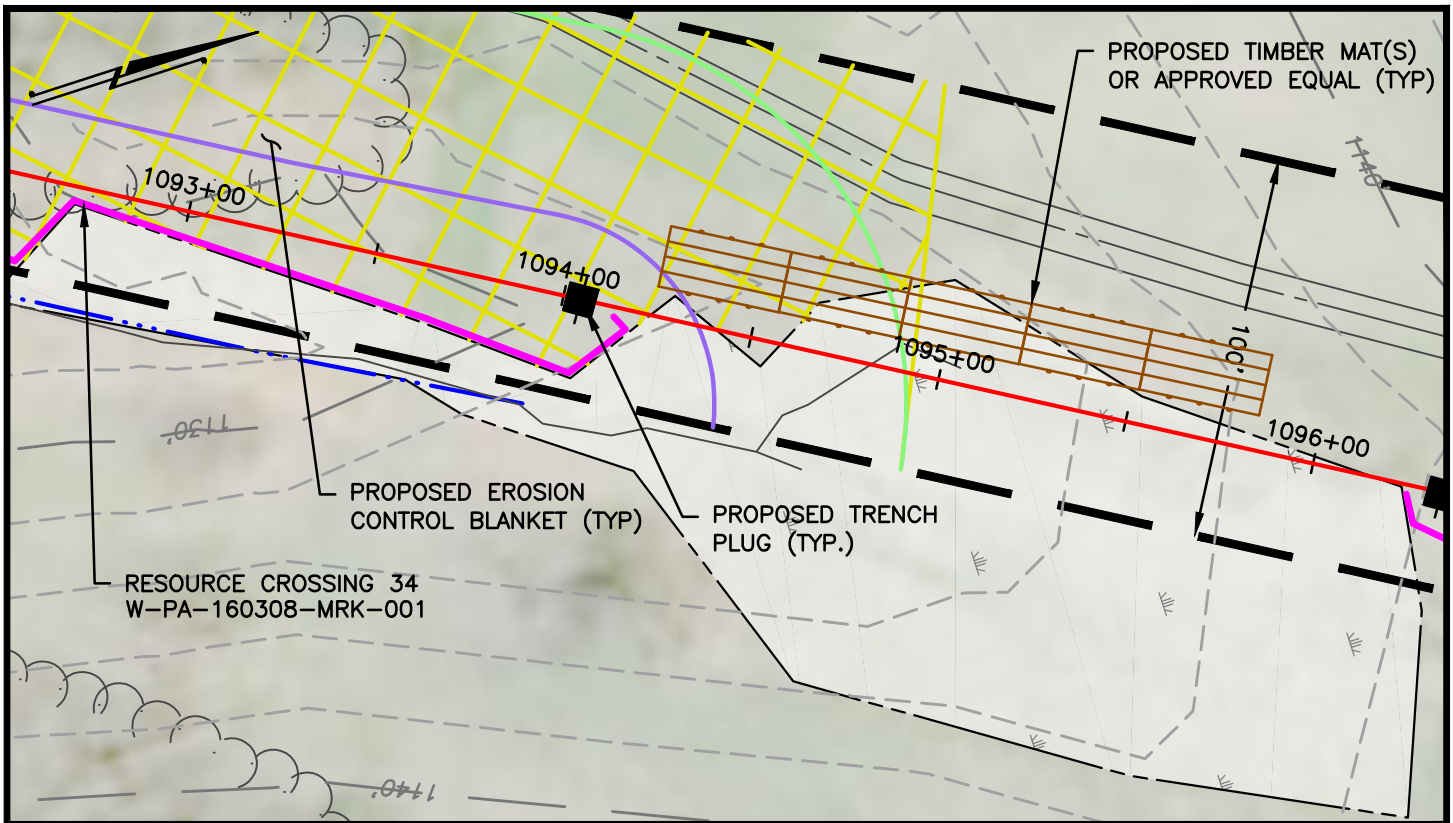 PROPOSED TIMBER MAT(S)
OR APPROVED EQUAL (TYP)
1140'
1093+00
1094+00
100'
1095+00
1096+00
1130'
PROPOSED EROSION
CONTROL BLANKET (TYP)
PROPOSED TRENCH
PLUG (TYP.)
RESOURCE CROSSING 34
W-PA-160308-MRK-001
1140'